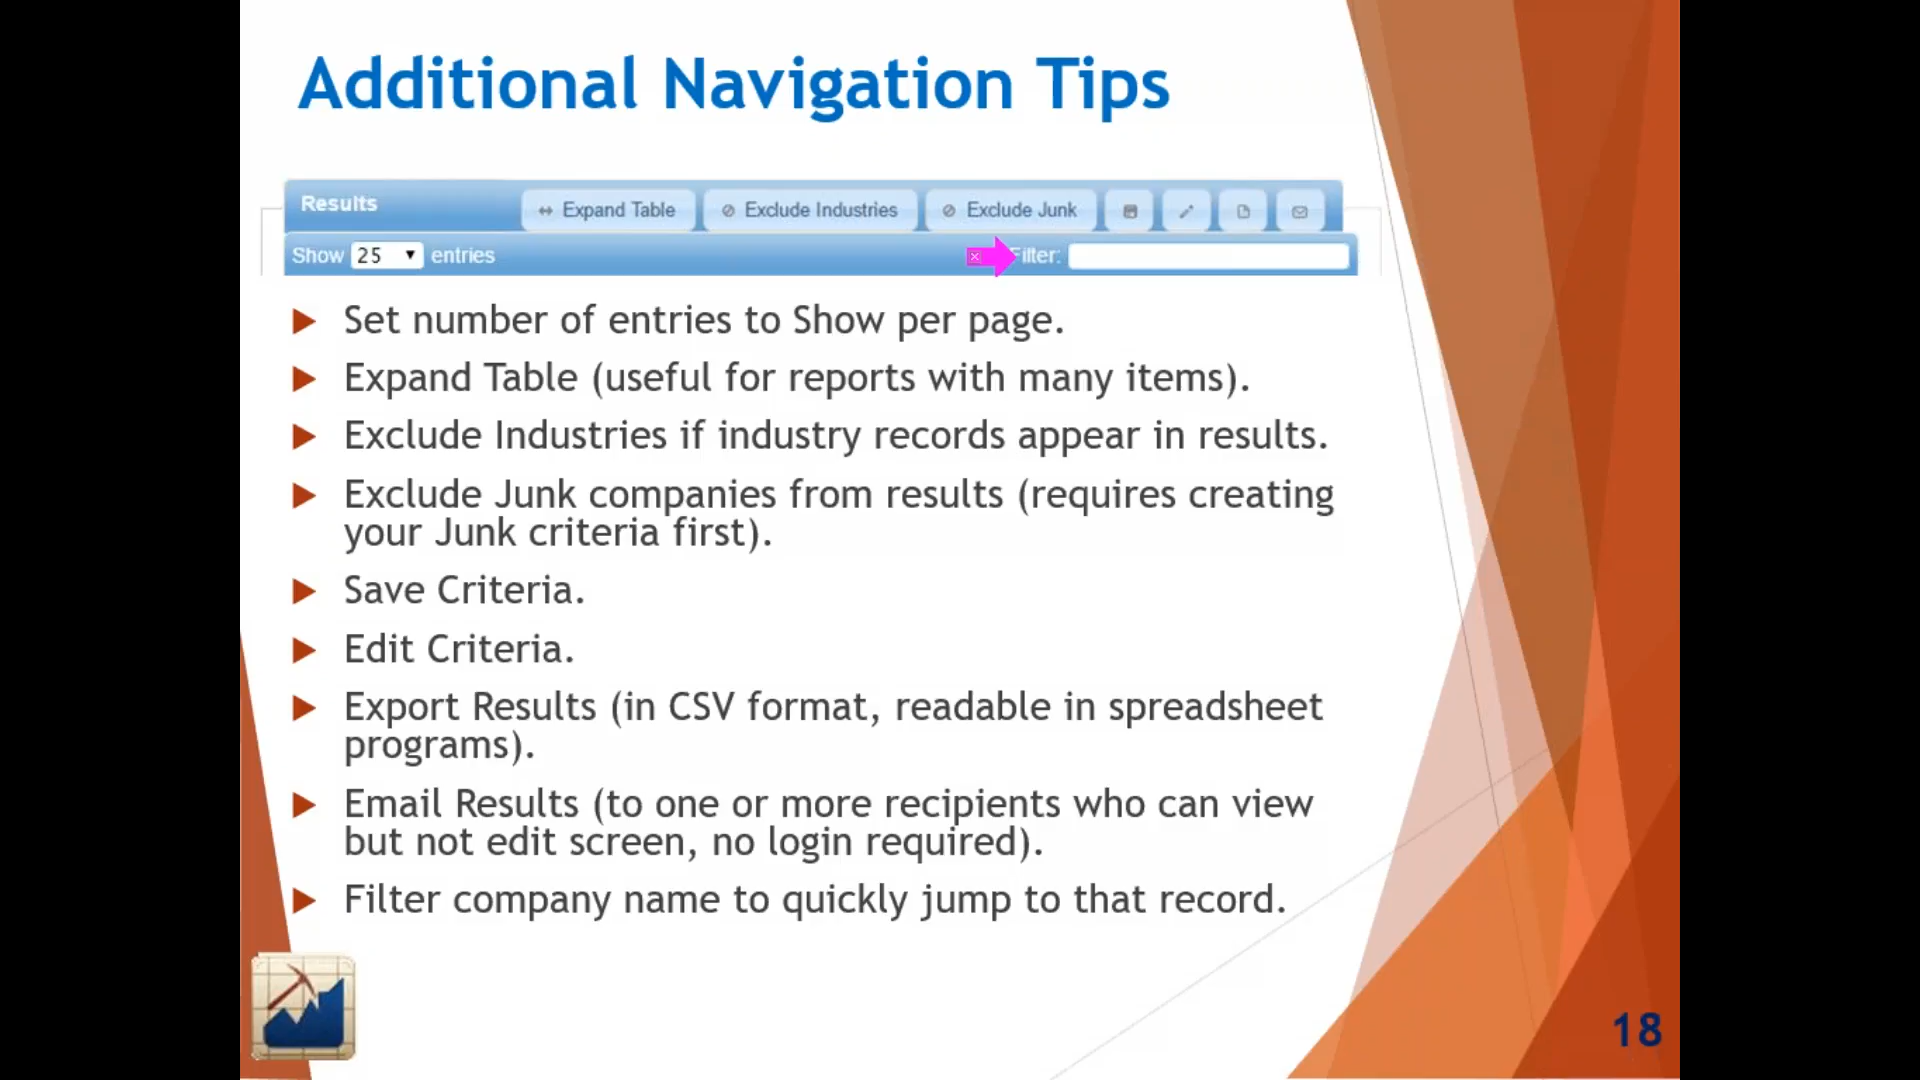 Additional Navigation Tips
Results Expand Table Exclude Industries Exclude Junk
Show 25 entries Filter:
Set number of entries to Show per page.
Expand Table (useful for reports with many items).
Exclude Industries if industry records appear in results.
Exclude Junk companies from results (requires creating
your Junk criteria first).
Save Criteria.
Edit Criteria.
Export Results (in CSV format, readable in spreadsheet
programs).
Email Results (to one or more recipients who can view
but not edit screen, no login required).
Filter company name to quickly jump to that record.
18